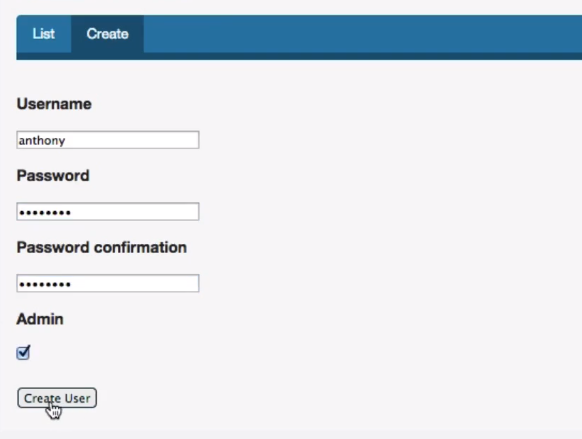 List Create
Username
anthony
Password
••••••••
Password confirmation
••••••••
Admin
Create User